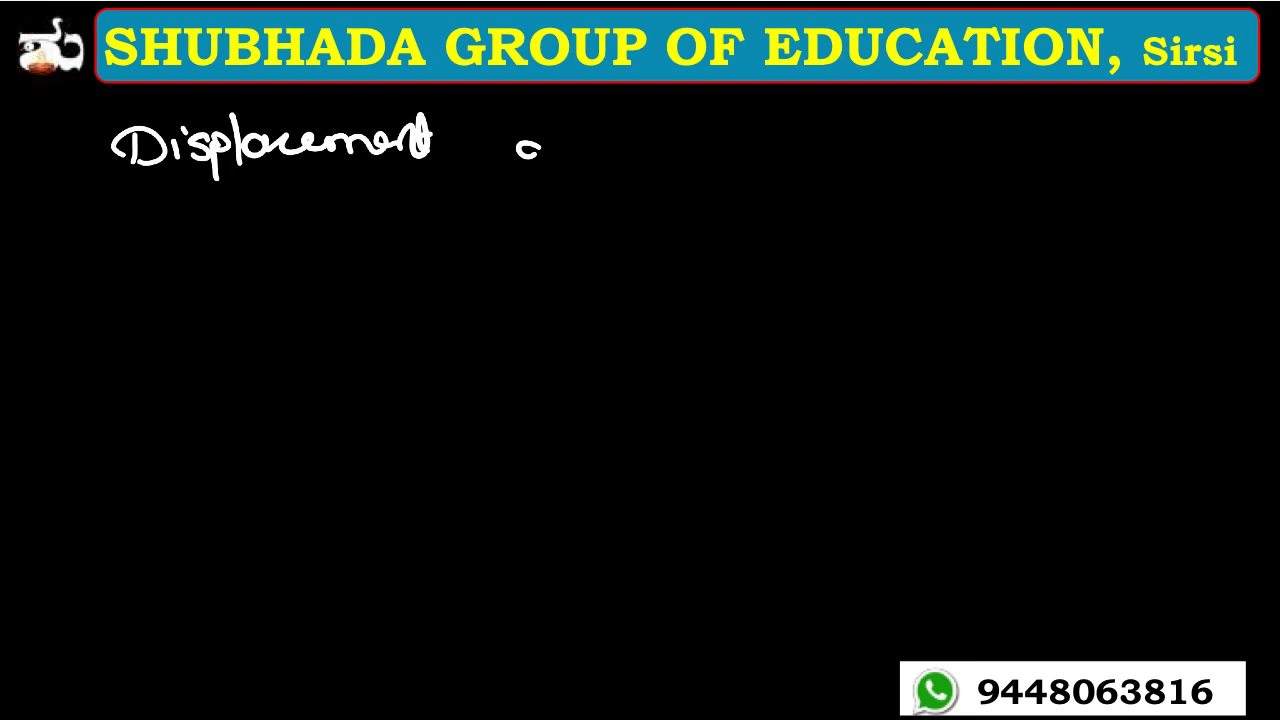 ಶು SHUBHADA GROUP OF EDUCATION, Sirsi
Displacement
9448063816